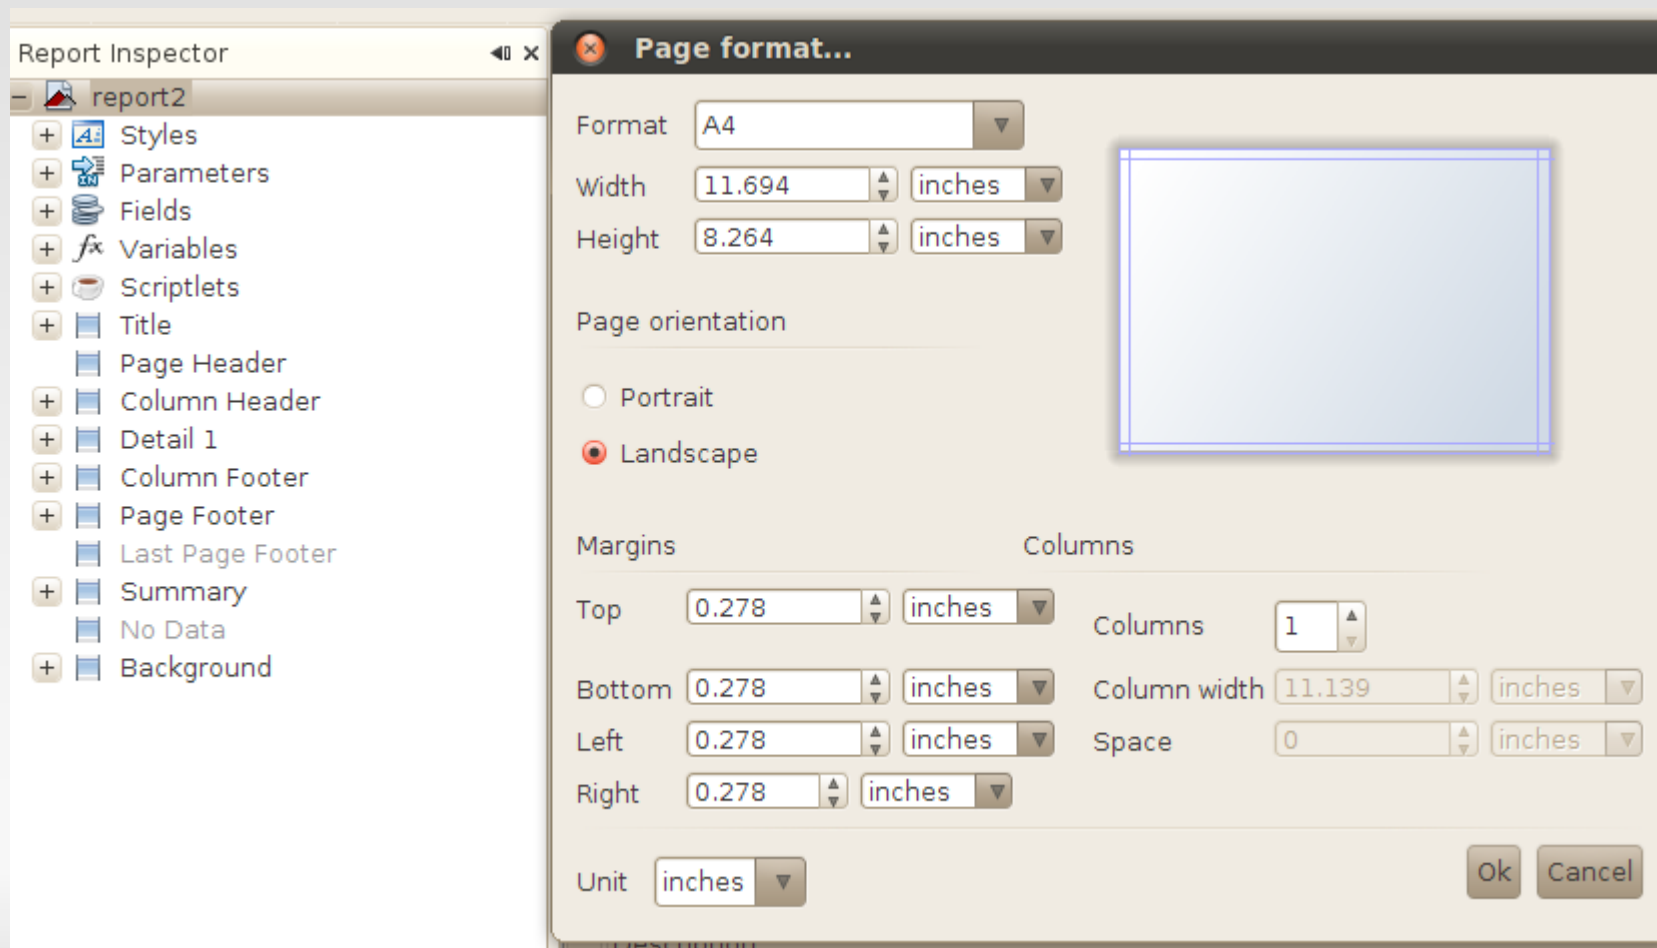 Report Inspector
report2
Styles
Parameters
Fields
fx Variables
Scriptlets
Title
Page Header
Column Header
Detail 1
Column Footer
Page Footer
Last Page Footer
Summary
No Data
Background
Page format...
Format A4
Width 11.694 inches
Height 8.264 inches
Page orientation
Portrait
Landscape
Margins Columns
Top 0.278 inches
Columns 1
Bottom 0.278 inches Column width 11.139 inches
Left 0.278 inches Space 0 inches
Right 0.278 inches
Unit inches
Ok Cancel